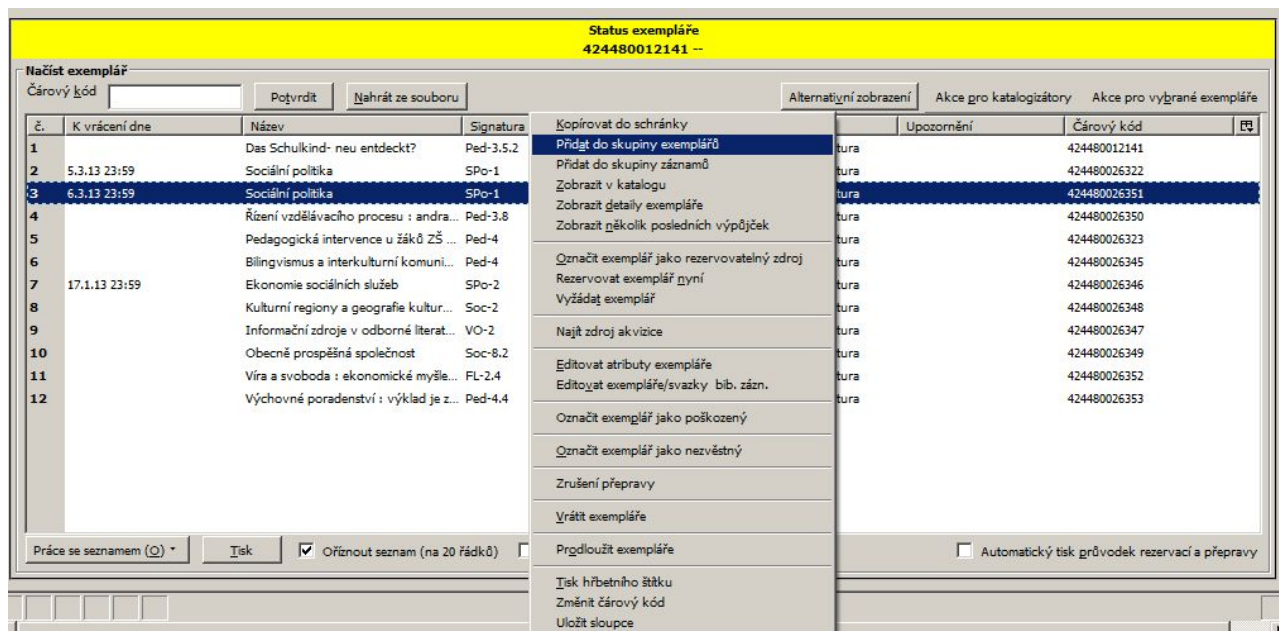 Status exempláře
424480012141 --
Načíst exemplář
Čárový kód Potvrdit Nahrát ze souboru Alternativní zobrazení Akce pro katalogizátory Akce pro vybrané exempláře
č. K vrácení dne Název Signatura Upozornění Čárový kód
1 Das Schulkind- neu entdeckt? Ped-3.5.2 tura 424480012141
2 5.3.13 23:59 Sociální politika SPo-1 tura 424480026322
3 6.3.13 23:59 Sociální politika SPo-1 tura 424480026351
4 Řízení vzdělávacího procesu : andra... Ped-3.8 tura 424480026350
5 Pedagogická intervence u žáků ZŠ ... Ped-4 tura 424480026323
6 Bilingvismus a interkulturní komuni... Ped-4 tura 424480026345
7 17.1.13 23:59 Ekonomie sociálních služeb SPo-2 tura 424480026346
8 Kulturní regiony a geografie kultur... Soc-2 tura 424480026348
9 Informační zdroje v odborné literat... VO-2 tura 424480026347
10 Obecně prospěšná společnost Soc-8.2 tura 424480026349
11 Víra a svoboda : ekonomické myšle... FL-2.4 tura 424480026352
12 Výchovné poradenství : výklad je z... Ped-4.4 tura 424480026353
Kopírovat do schránky
Přidat do skupiny exemplářů
Přidat do skupiny záznamů
Zobrazit v katalogu
Zobrazit detaily exempláře
Zobrazit několik posledních výpůjček
Označit exemplář jako rezervovatelný zdroj
Rezervovat exemplář nyní
Vyžádat exemplář
Najít zdroj akvizice
Editovat atributy exempláře
Editovat exempláře/svazky bib. zázn.
Označit exemplář jako poškozený
Označit exemplář jako nezvěstný
Zrušení přepravy
Vrátit exempláře
Prodloužit exempláře
Tisk hřbetního štítku
Změnit čárový kód
Uložit sloupce
Práce se seznamem (O) Tisk Oříznout seznam (na 20 řádků) Automatický tisk průvodek rezervací a přepravy